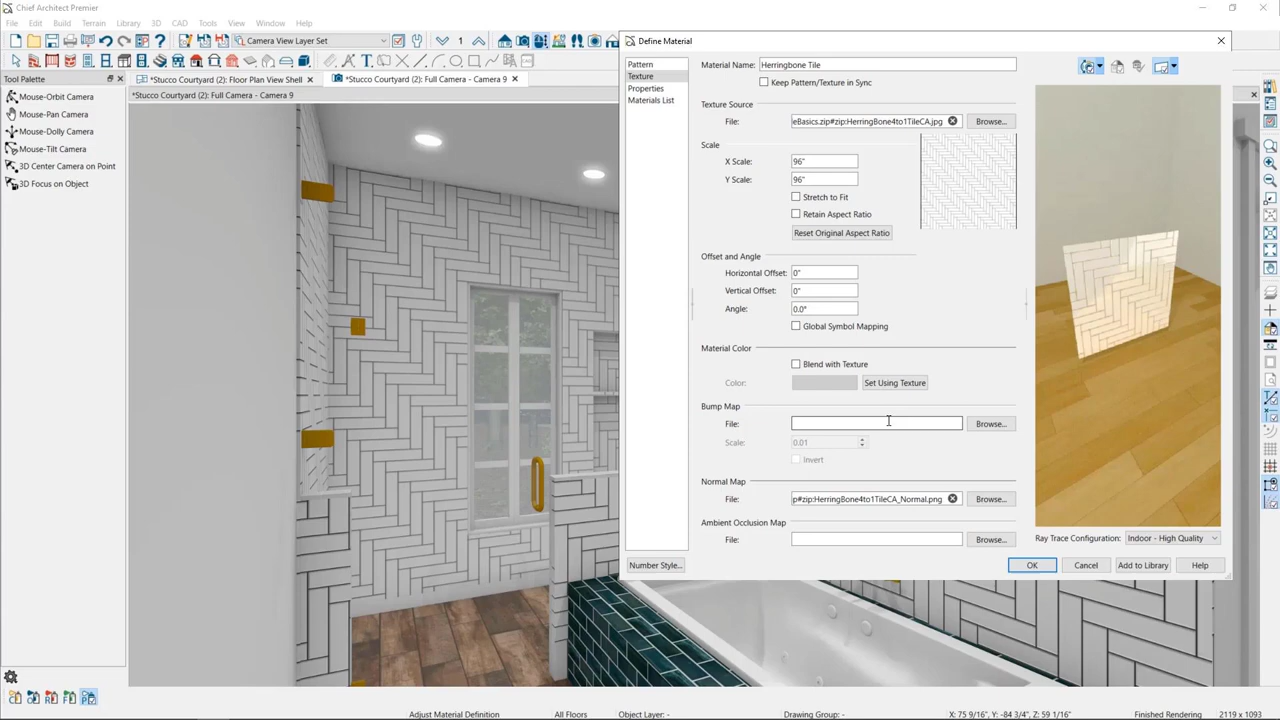 Chief Architect Premier
File Edit Build Terrain Library 3D CAD Tools View Window Help
Camera View Layer Set 1
Tool Palette
*Stucco Courtyard (2): Floor Plan View Shell
*Stucco Courtyard (2): Full Camera - Camera 9
*Stucco Courtyard (2): Full Camera - Camera 9
Mouse-Orbit Camera
Mouse-Pan Camera
Mouse-Dolly Camera
Mouse-Tilt Camera
3D Center Camera on Point
3D Focus on Object
Define Material
Pattern
Texture
Properties
Materials List
Material Name: Herringbone Tile
Keep Pattern/Texture in Sync
Texture Source
File: eBasics.zip#zip:HerringBone4to1TileCA.jpg Browse...
Scale
X Scale: 96"
Y Scale: 96"
Stretch to Fit
Retain Aspect Ratio
Reset Original Aspect Ratio
Offset and Angle
Horizontal Offset: 0"
Vertical Offset: 0"
Angle: 0.0°
Global Symbol Mapping
Material Color
Blend with Texture
Color: Set Using Texture
Bump Map
File: Browse...
Scale: 0.01
Invert
Normal Map
File: p#zip:HerringBone4to1TileCA_Normal.png Browse...
Ambient Occlusion Map
File: Browse...
Ray Trace Configuration: Indoor - High Quality
Number Style... OK Cancel Add to Library Help
Adjust Material Definition Object Layer: - All Floors Drawing Group: - X: 75 9/16", Y: -84 3/4", Z: 59 1/16" Finished Rendering 2119 x 1093